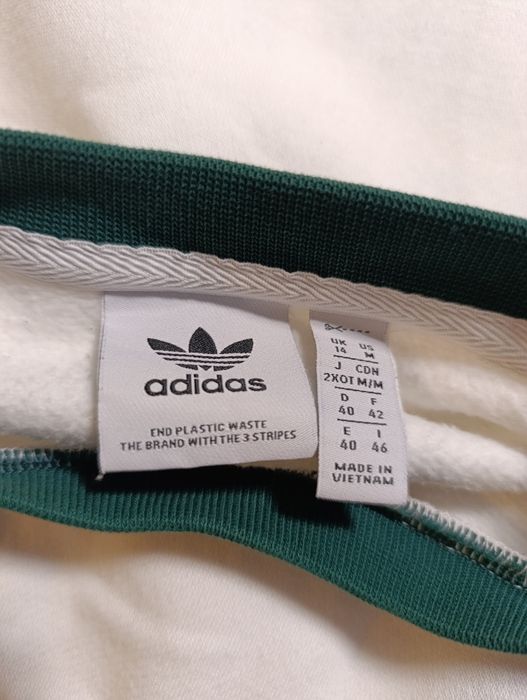 adidas
END PLASTIC WASTE
THE BRAND WITH THE 3 STRIPES
UK US
14 M
J CDN
2XOT M/M
D F
40 42
E I
40 46
MADE IN
VIETNAM